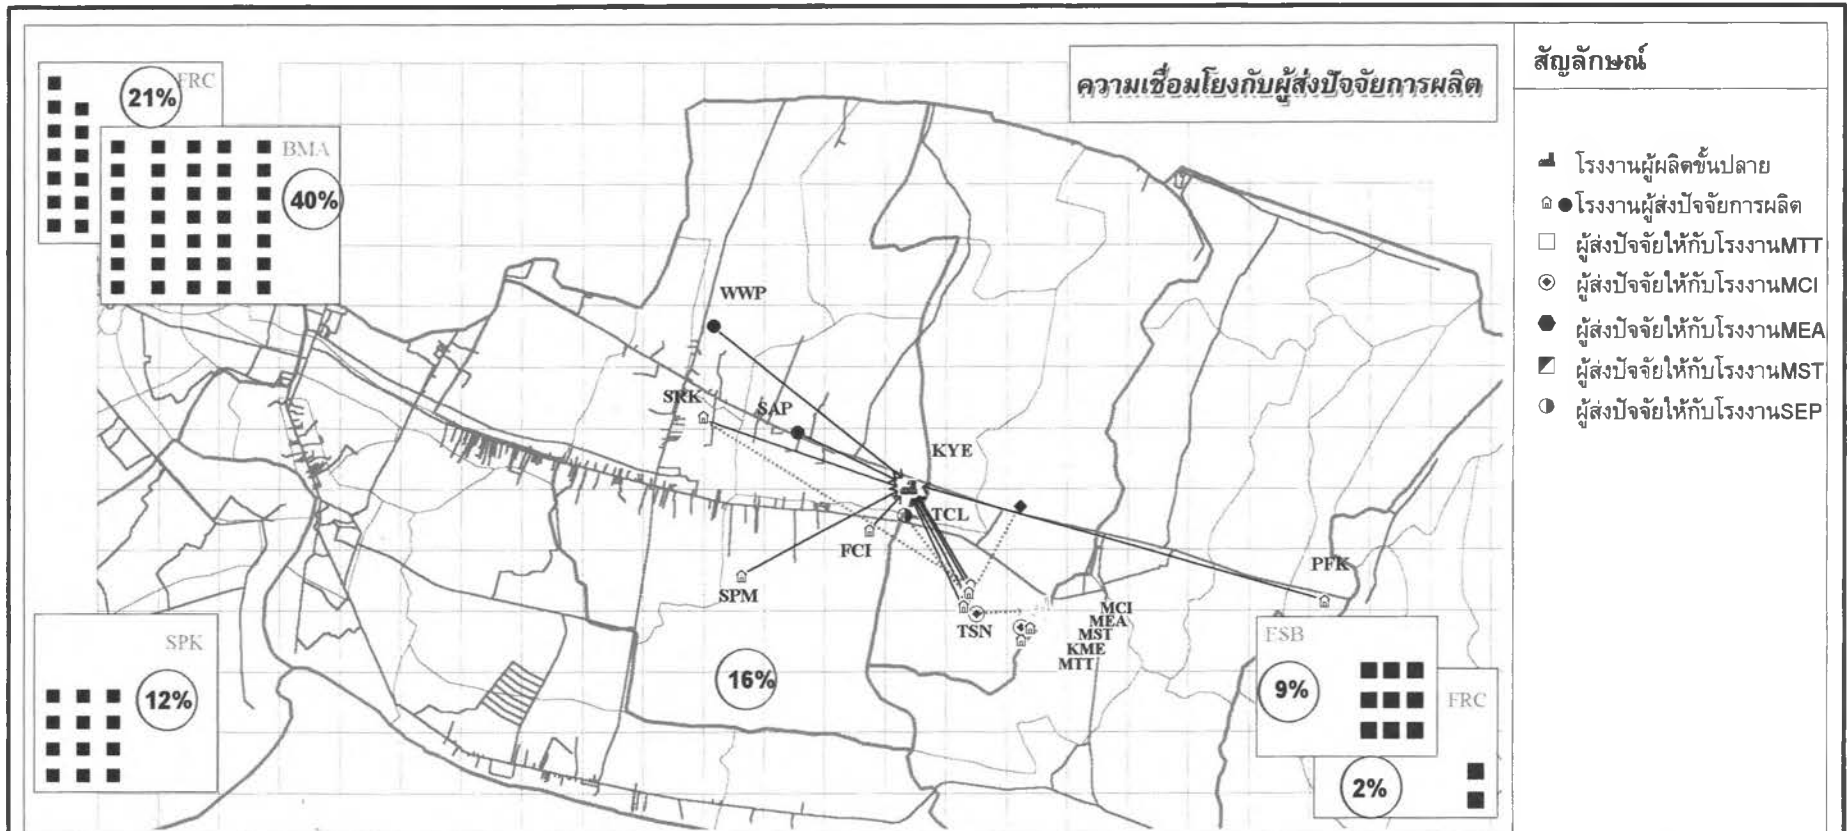 ความเชื่อมโยงกับผู้ส่งปัจจัยการผลิต
สัญลักษณ์
โรงงานผู้ผลิตขั้นปลาย
โรงงานผู้ส่งปัจจัยการผลิต
ผู้ส่งปัจจัยให้กับโรงงานMTT
ผู้ส่งปัจจัยให้กับโรงงานMCI
ผู้ส่งปัจจัยให้กับโรงงานMEA
ผู้ส่งปัจจัยให้กับโรงงานMST
ผู้ส่งปัจจัยให้กับโรงงานSEP
FRC
21%
BMA
40%
WWP
SRK
SAP
KYE
TCL
FCI
SPM
PFK
TSN
MCI
MEA
MST
KME
MTT
SPK
12%
16%
FSB
9%
FRC
2%